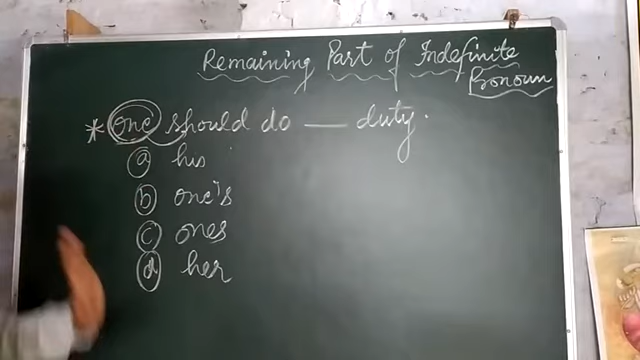 Remaining Part of Indefinite
Pronoun
* one should do ___ duty.
(a) his
(b) one's
(c) ones
(d) her